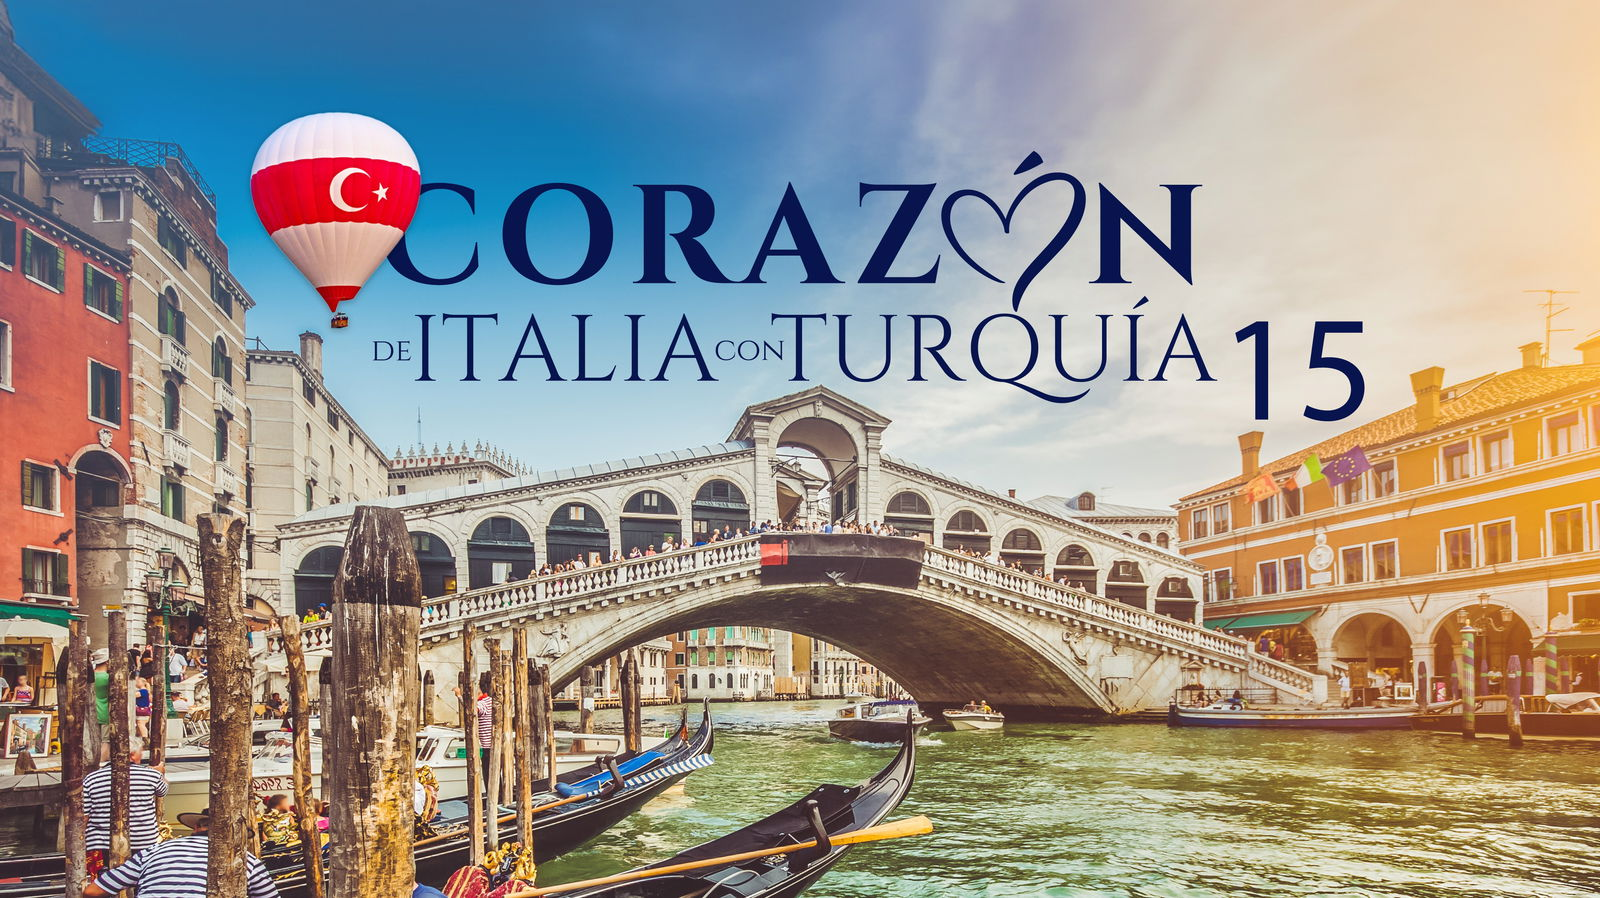 CORAZÓN
DE ITALIA CON TURQUÍA 15